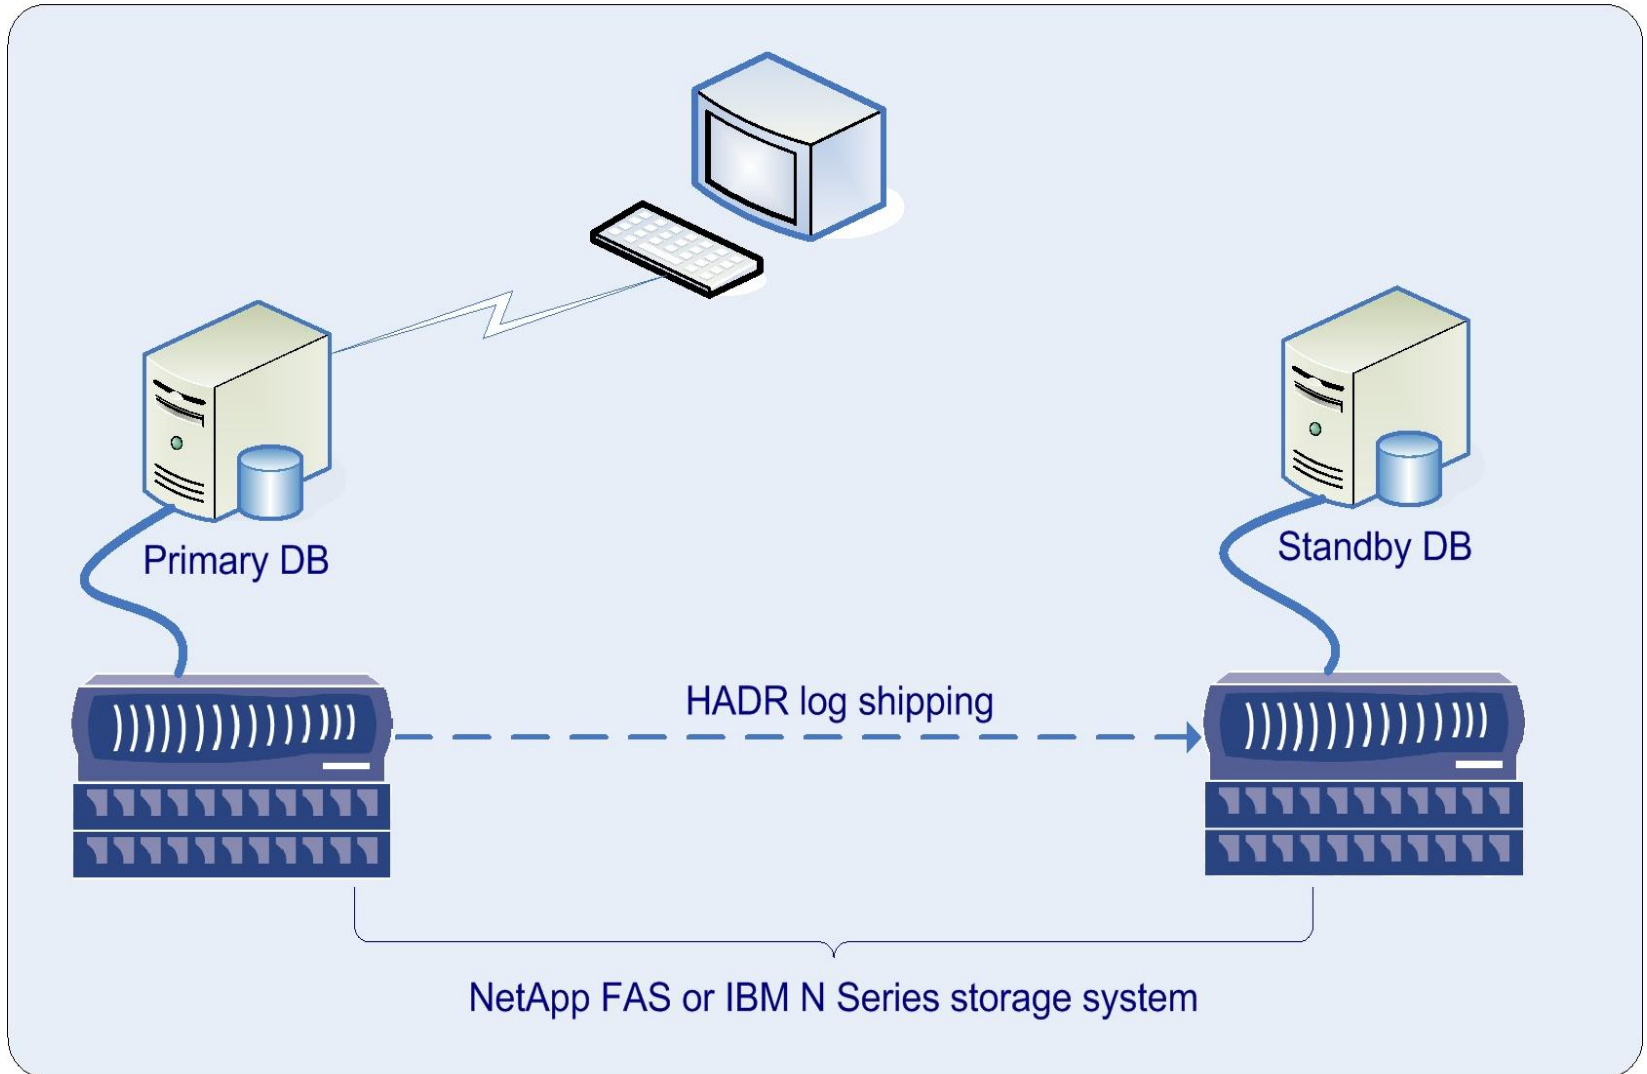 Primary DB
Standby DB
HADR log shipping
NetApp FAS or IBM N Series storage system